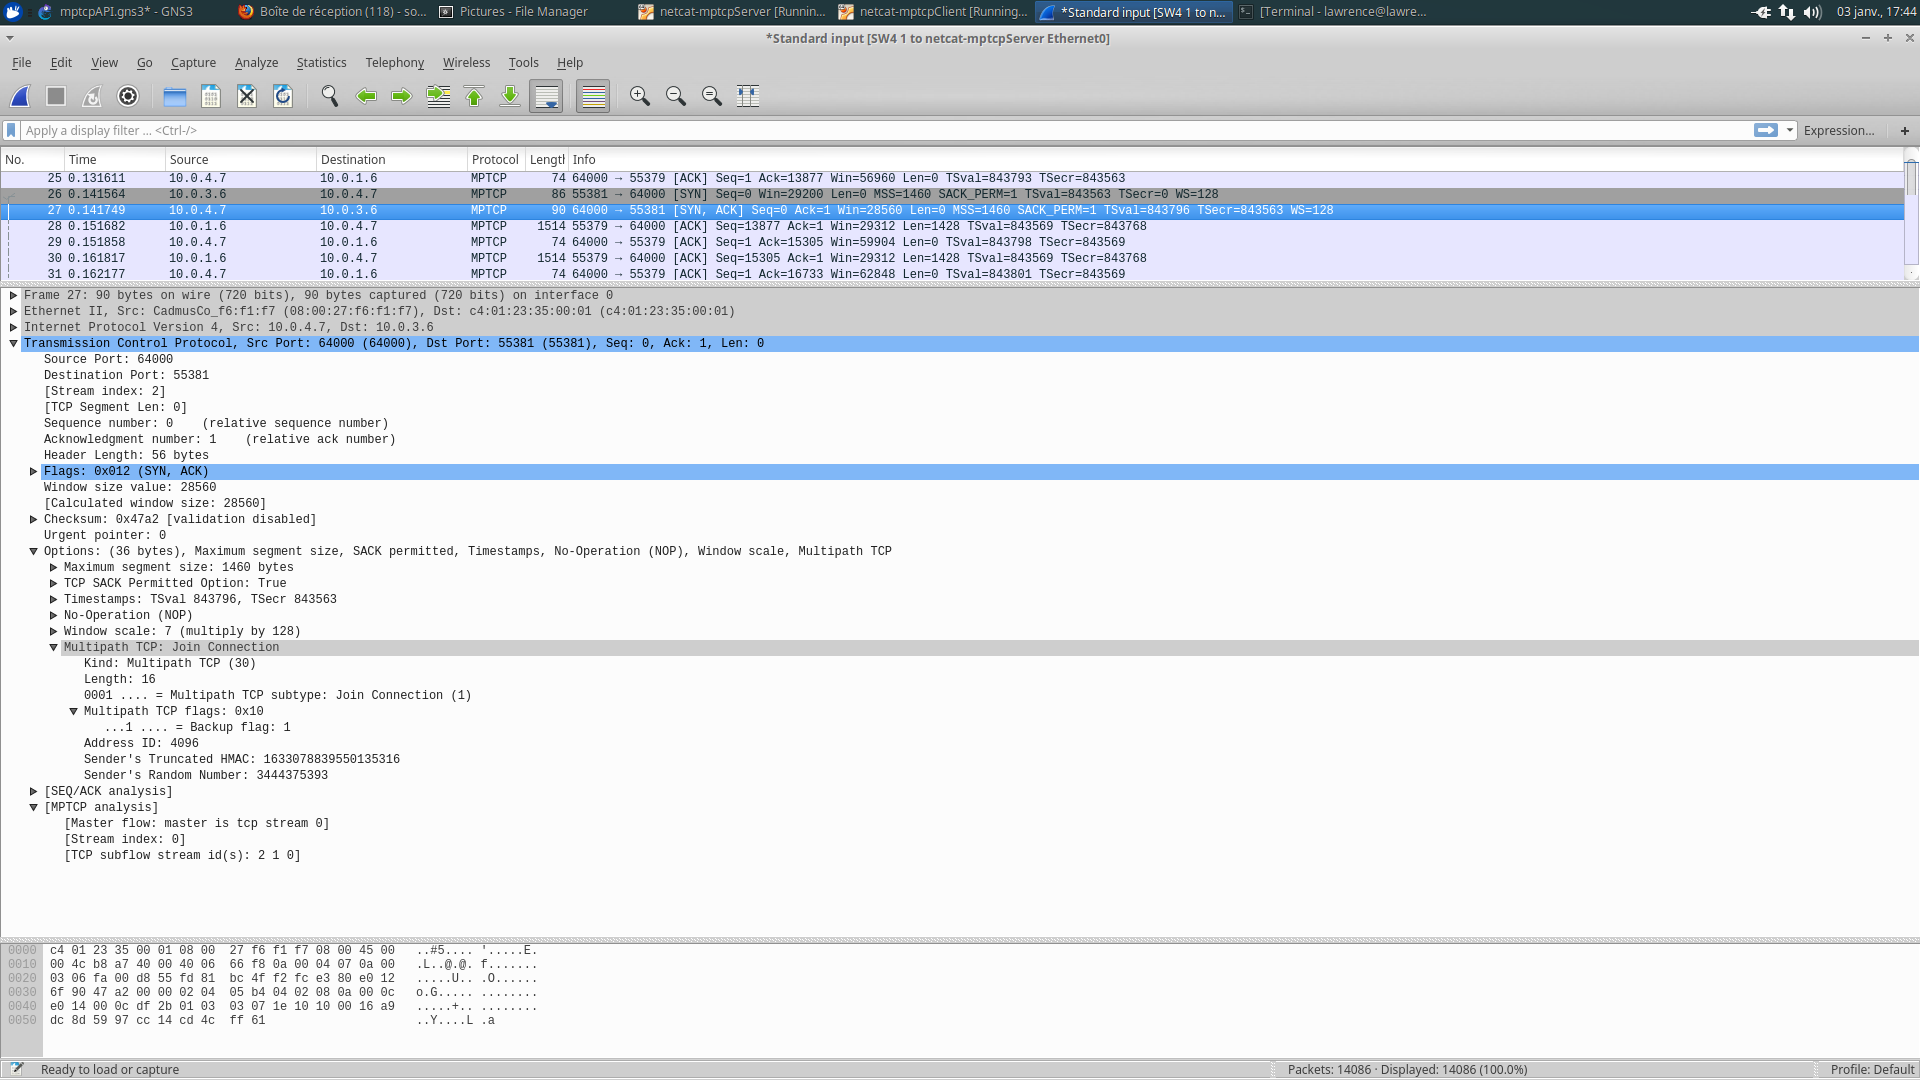 mptcpAPI.gns3* - GNS3
Boîte de réception (118) - so...
Pictures - File Manager
netcat-mptcpServer [Runnin...
netcat-mptcpClient [Running...
*Standard input [SW4 1 to n...
[Terminal - lawrence@lawre...
03 janv., 17:44
*Standard input [SW4 1 to netcat-mptcpServer Ethernet0]
File Edit View Go Capture Analyze Statistics Telephony Wireless Tools Help
Apply a display filter ... <Ctrl-/>
Expression...
No. Time Source Destination Protocol Length Info
25 0.131611 10.0.4.7 10.0.1.6 MPTCP 74 64000 → 55379 [ACK] Seq=1 Ack=13877 Win=56960 Len=0 TSval=843793 TSecr=843563
26 0.141564 10.0.3.6 10.0.4.7 MPTCP 86 55381 → 64000 [SYN] Seq=0 Win=29200 Len=0 MSS=1460 SACK_PERM=1 TSval=843563 TSecr=0 WS=128
27 0.141749 10.0.4.7 10.0.3.6 MPTCP 90 64000 → 55381 [SYN, ACK] Seq=0 Ack=1 Win=28560 Len=0 MSS=1460 SACK_PERM=1 TSval=843796 TSecr=843563 WS=128
28 0.151682 10.0.1.6 10.0.4.7 MPTCP 1514 55379 → 64000 [ACK] Seq=13877 Ack=1 Win=29312 Len=1428 TSval=843569 TSecr=843768
29 0.151858 10.0.4.7 10.0.1.6 MPTCP 74 64000 → 55379 [ACK] Seq=1 Ack=15305 Win=59904 Len=0 TSval=843798 TSecr=843569
30 0.161817 10.0.1.6 10.0.4.7 MPTCP 1514 55379 → 64000 [ACK] Seq=15305 Ack=1 Win=29312 Len=1428 TSval=843569 TSecr=843768
31 0.162177 10.0.4.7 10.0.1.6 MPTCP 74 64000 → 55379 [ACK] Seq=1 Ack=16733 Win=62848 Len=0 TSval=843801 TSecr=843569
Frame 27: 90 bytes on wire (720 bits), 90 bytes captured (720 bits) on interface 0
Ethernet II, Src: CadmusCo_f6:f1:f7 (08:00:27:f6:f1:f7), Dst: c4:01:23:35:00:01 (c4:01:23:35:00:01)
Internet Protocol Version 4, Src: 10.0.4.7, Dst: 10.0.3.6
Transmission Control Protocol, Src Port: 64000 (64000), Dst Port: 55381 (55381), Seq: 0, Ack: 1, Len: 0
Source Port: 64000
Destination Port: 55381
[Stream index: 2]
[TCP Segment Len: 0]
Sequence number: 0 (relative sequence number)
Acknowledgment number: 1 (relative ack number)
Header Length: 56 bytes
Flags: 0x012 (SYN, ACK)
Window size value: 28560
[Calculated window size: 28560]
Checksum: 0x47a2 [validation disabled]
Urgent pointer: 0
Options: (36 bytes), Maximum segment size, SACK permitted, Timestamps, No-Operation (NOP), Window scale, Multipath TCP
Maximum segment size: 1460 bytes
TCP SACK Permitted Option: True
Timestamps: TSval 843796, TSecr 843563
No-Operation (NOP)
Window scale: 7 (multiply by 128)
Multipath TCP: Join Connection
Kind: Multipath TCP (30)
Length: 16
0001 .... = Multipath TCP subtype: Join Connection (1)
Multipath TCP flags: 0x10
...1 .... = Backup flag: 1
Address ID: 4096
Sender's Truncated HMAC: 1633078839550135316
Sender's Random Number: 3444375393
[SEQ/ACK analysis]
[MPTCP analysis]
[Master flow: master is tcp stream 0]
[Stream index: 0]
[TCP subflow stream id(s): 2 1 0]
0000 c4 01 23 35 00 01 08 00 27 f6 f1 f7 08 00 45 00 ..#5.... '.....E.
0010 00 4c b8 a7 40 00 40 06 66 f8 0a 00 04 07 0a 00 .L..@.@. f.......
0020 03 06 fa 00 d8 55 fd 81 bc 4f f2 fc e3 80 e0 12 .....U.. .O......
0030 6f 90 47 a2 00 00 02 04 05 b4 04 02 08 0a 00 0c o.G..... ........
0040 e0 14 00 0c df 2b 01 03 03 07 1e 10 10 00 16 a9 .....+.. ........
0050 dc 8d 59 97 cc 14 cd 4c ff 61 ..Y....L .a
Ready to load or capture
Packets: 14086 · Displayed: 14086 (100.0%)
Profile: Default